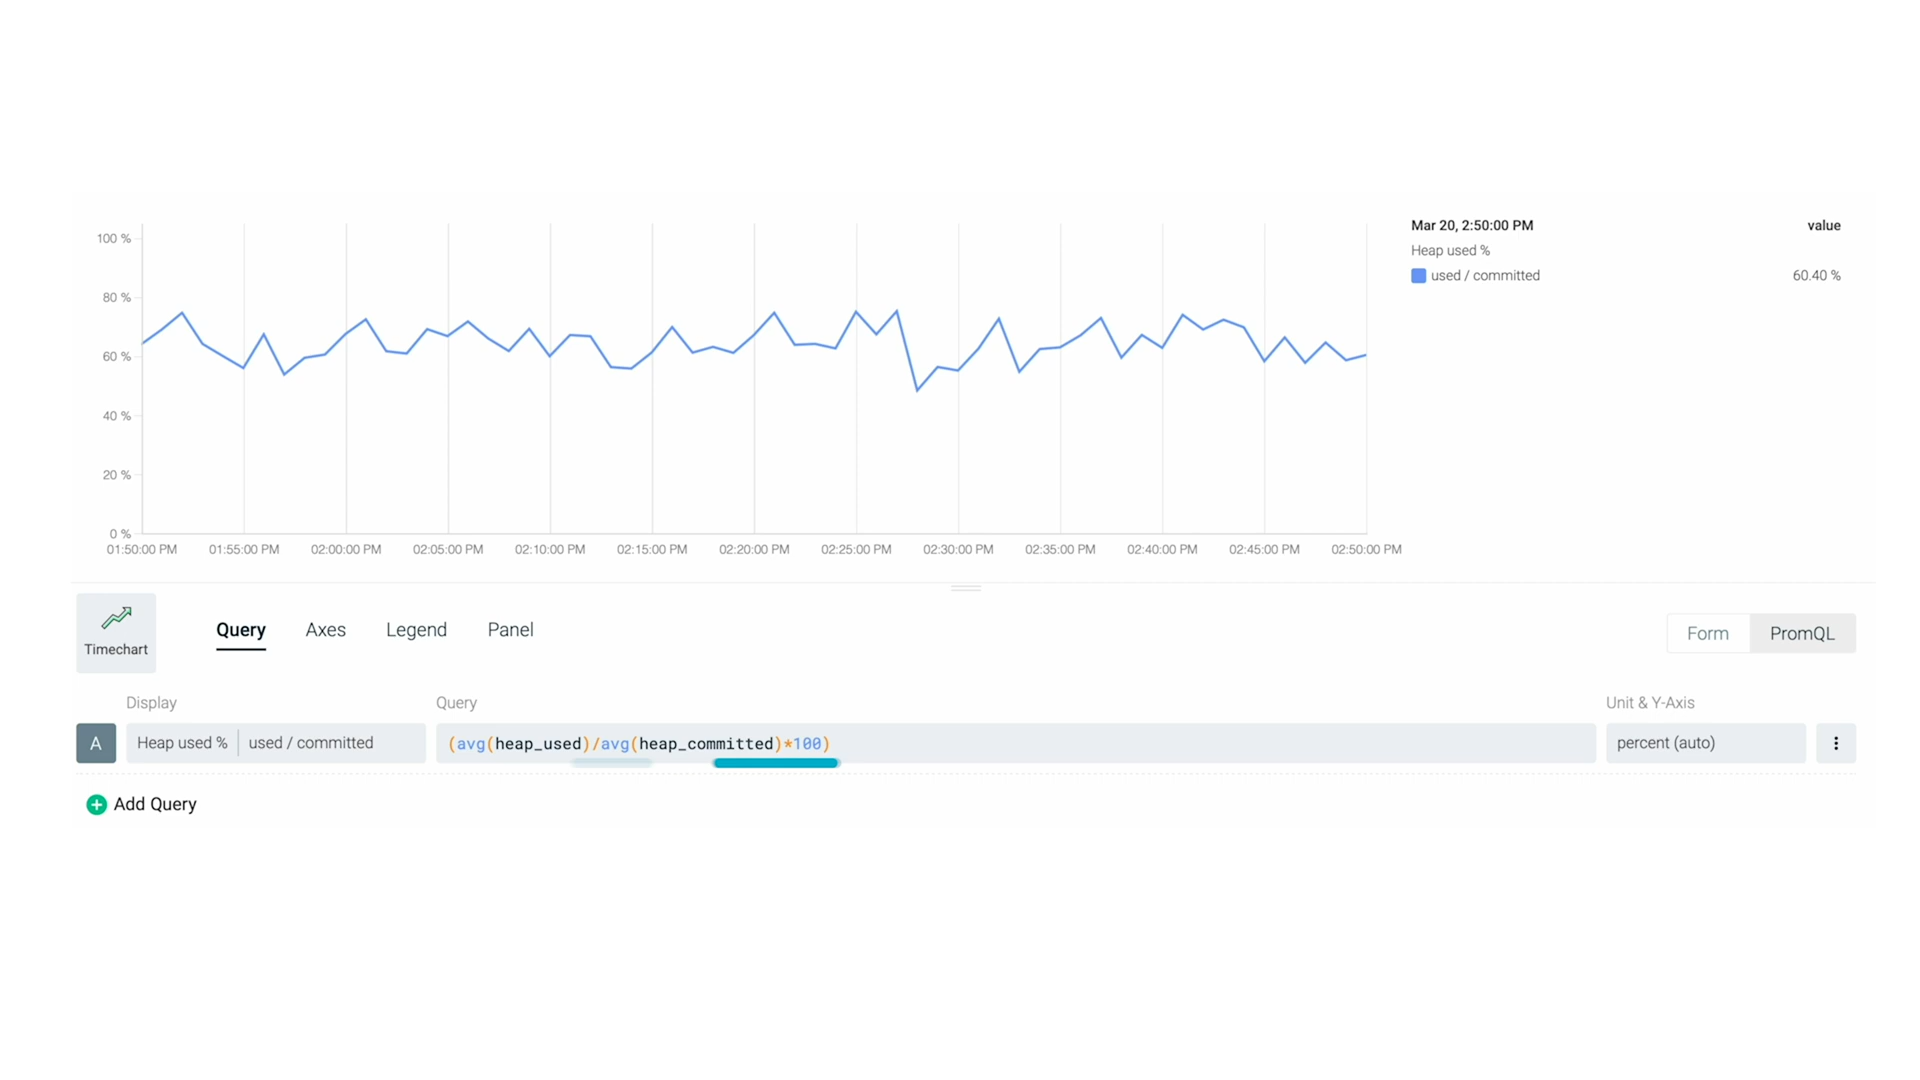 100 %
80 %
60 %
40 %
20 %
0 %
01:50:00 PM 01:55:00 PM 02:00:00 PM 02:05:00 PM 02:10:00 PM 02:15:00 PM 02:20:00 PM 02:25:00 PM 02:30:00 PM 02:35:00 PM 02:40:00 PM 02:45:00 PM 02:50:00 PM
Mar 20, 2:50:00 PM value
Heap used %
used / committed 60.40 %
Timechart
Query Axes Legend Panel
Form PromQL
Display Query Unit & Y-Axis
A Heap used % used / committed (avg(heap_used)/avg(heap_committed)*100) percent (auto)
Add Query